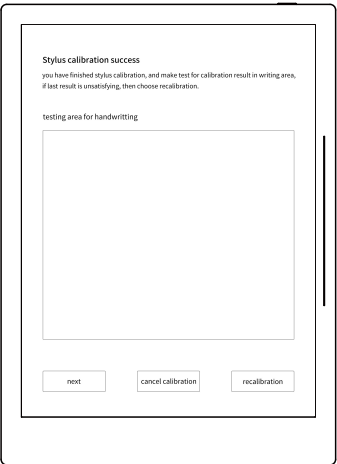 Stylus calibration success
you have finished stylus calibration, and make test for calibration result in writing area,
if last result is unsatisfying, then choose recalibration.
testing area for handwritting
next
cancel calibration
recalibration